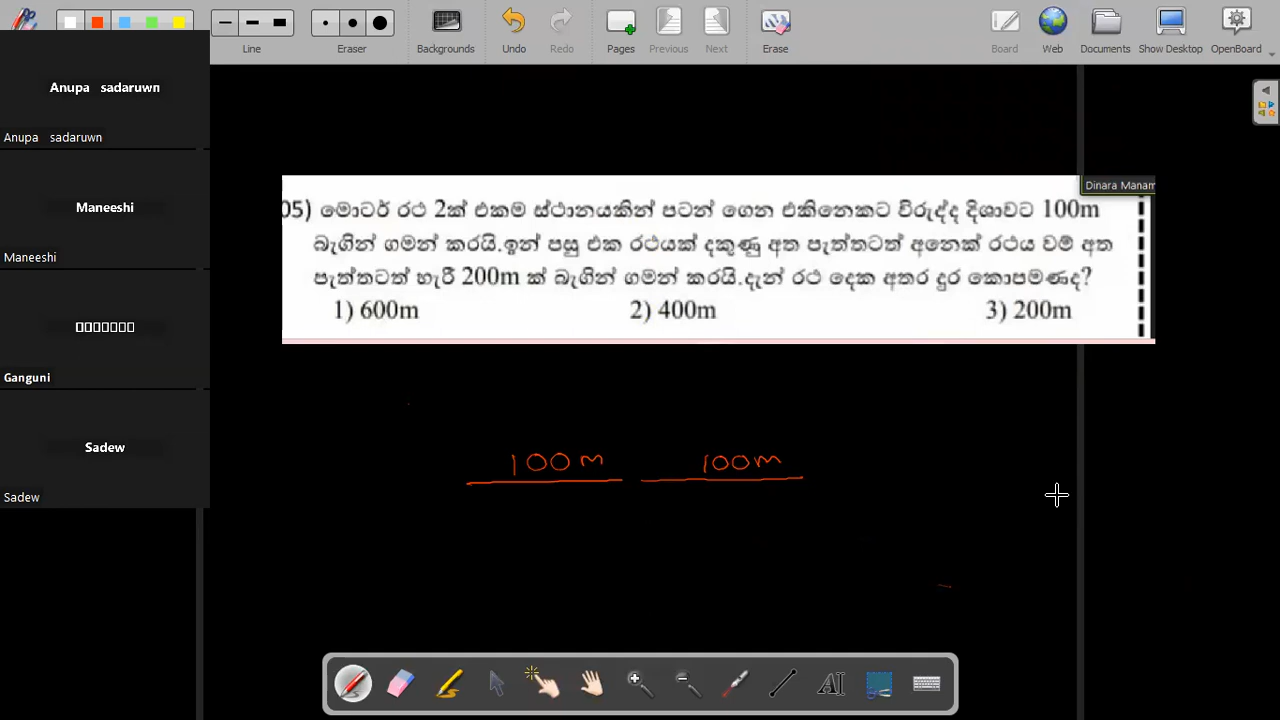 Line
Eraser
Backgrounds
Undo
Redo
Pages
Previous
Next
Erase
Board
Web
Documents
Show Desktop
OpenBoard
Anupa sadaruwn
Anupa sadaruwn
Maneeshi
Maneeshi
Ganguni
Sadew
Sadew
Dinara Manam
05) මොටර් රථ 2ක් එකම ස්ථානයකින් පටන් ගෙන එකිනෙකට විරුද්ද දිශාවට 100m
බැගින් ගමන් කරයි.ඉන් පසු එක රථයක් දකුණු අත පැත්තටත් අනෙක් රථය වම් අත
පැත්තටත් හැරී 200m ක් බැගින් ගමන් කරයි.දැන් රථ දෙක අතර දුර කොපමණද?
1) 600m 2) 400m 3) 200m
100m 100m
AI